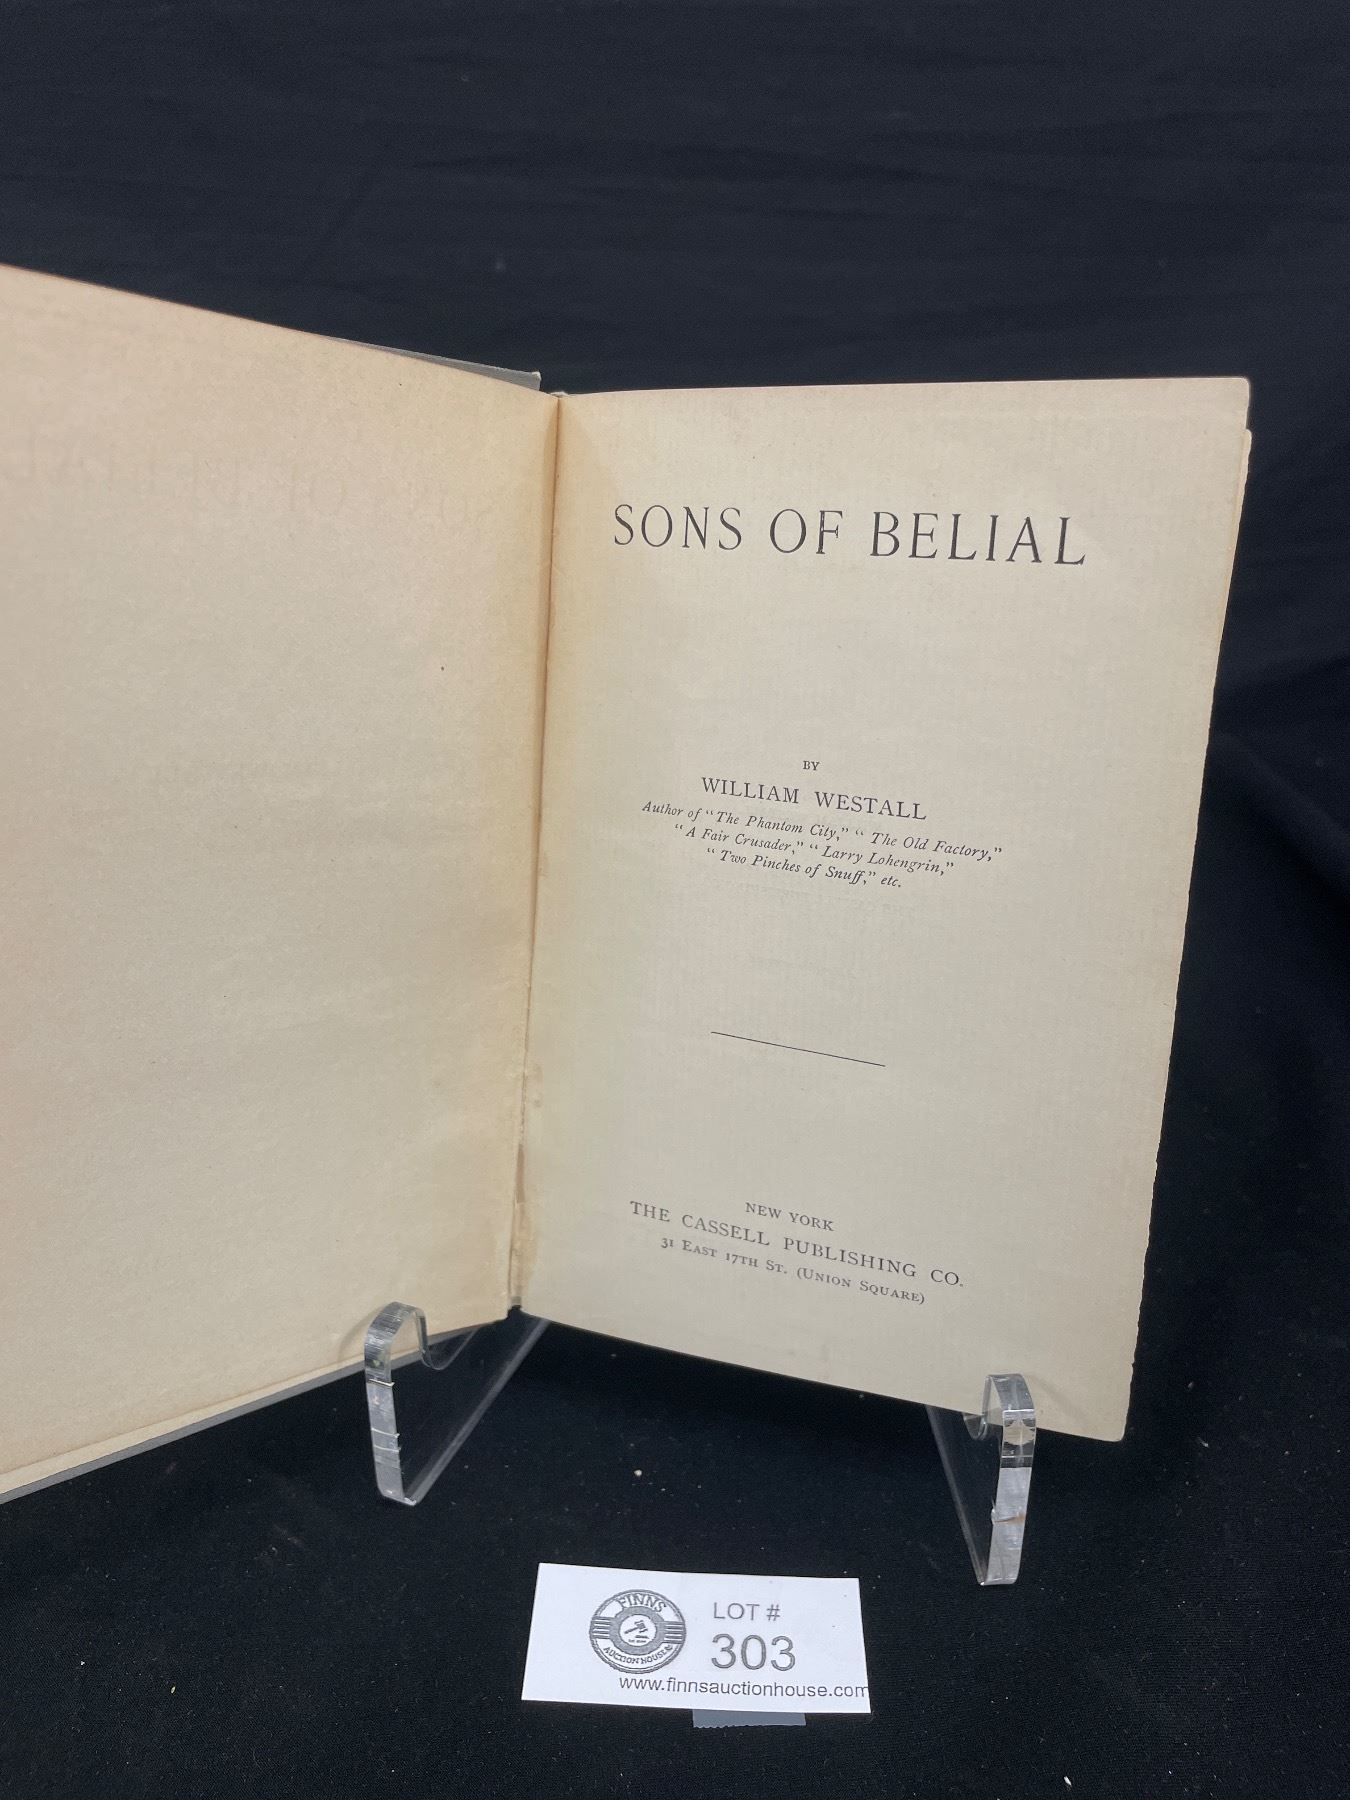 SONS OF BELIAL
BY
WILLIAM WESTALL
Author of "The Phantom City," "The Old Factory,"
"A Fair Crusader," "Larry Lohengrin,"
"Two Pinches of Snuff," etc.
NEW YORK
THE CASSELL PUBLISHING CO.
31 EAST 17TH ST. (UNION SQUARE)
FINNS
AUCTION HOUSE
LOT #
303
www.finnsauctionhouse.com